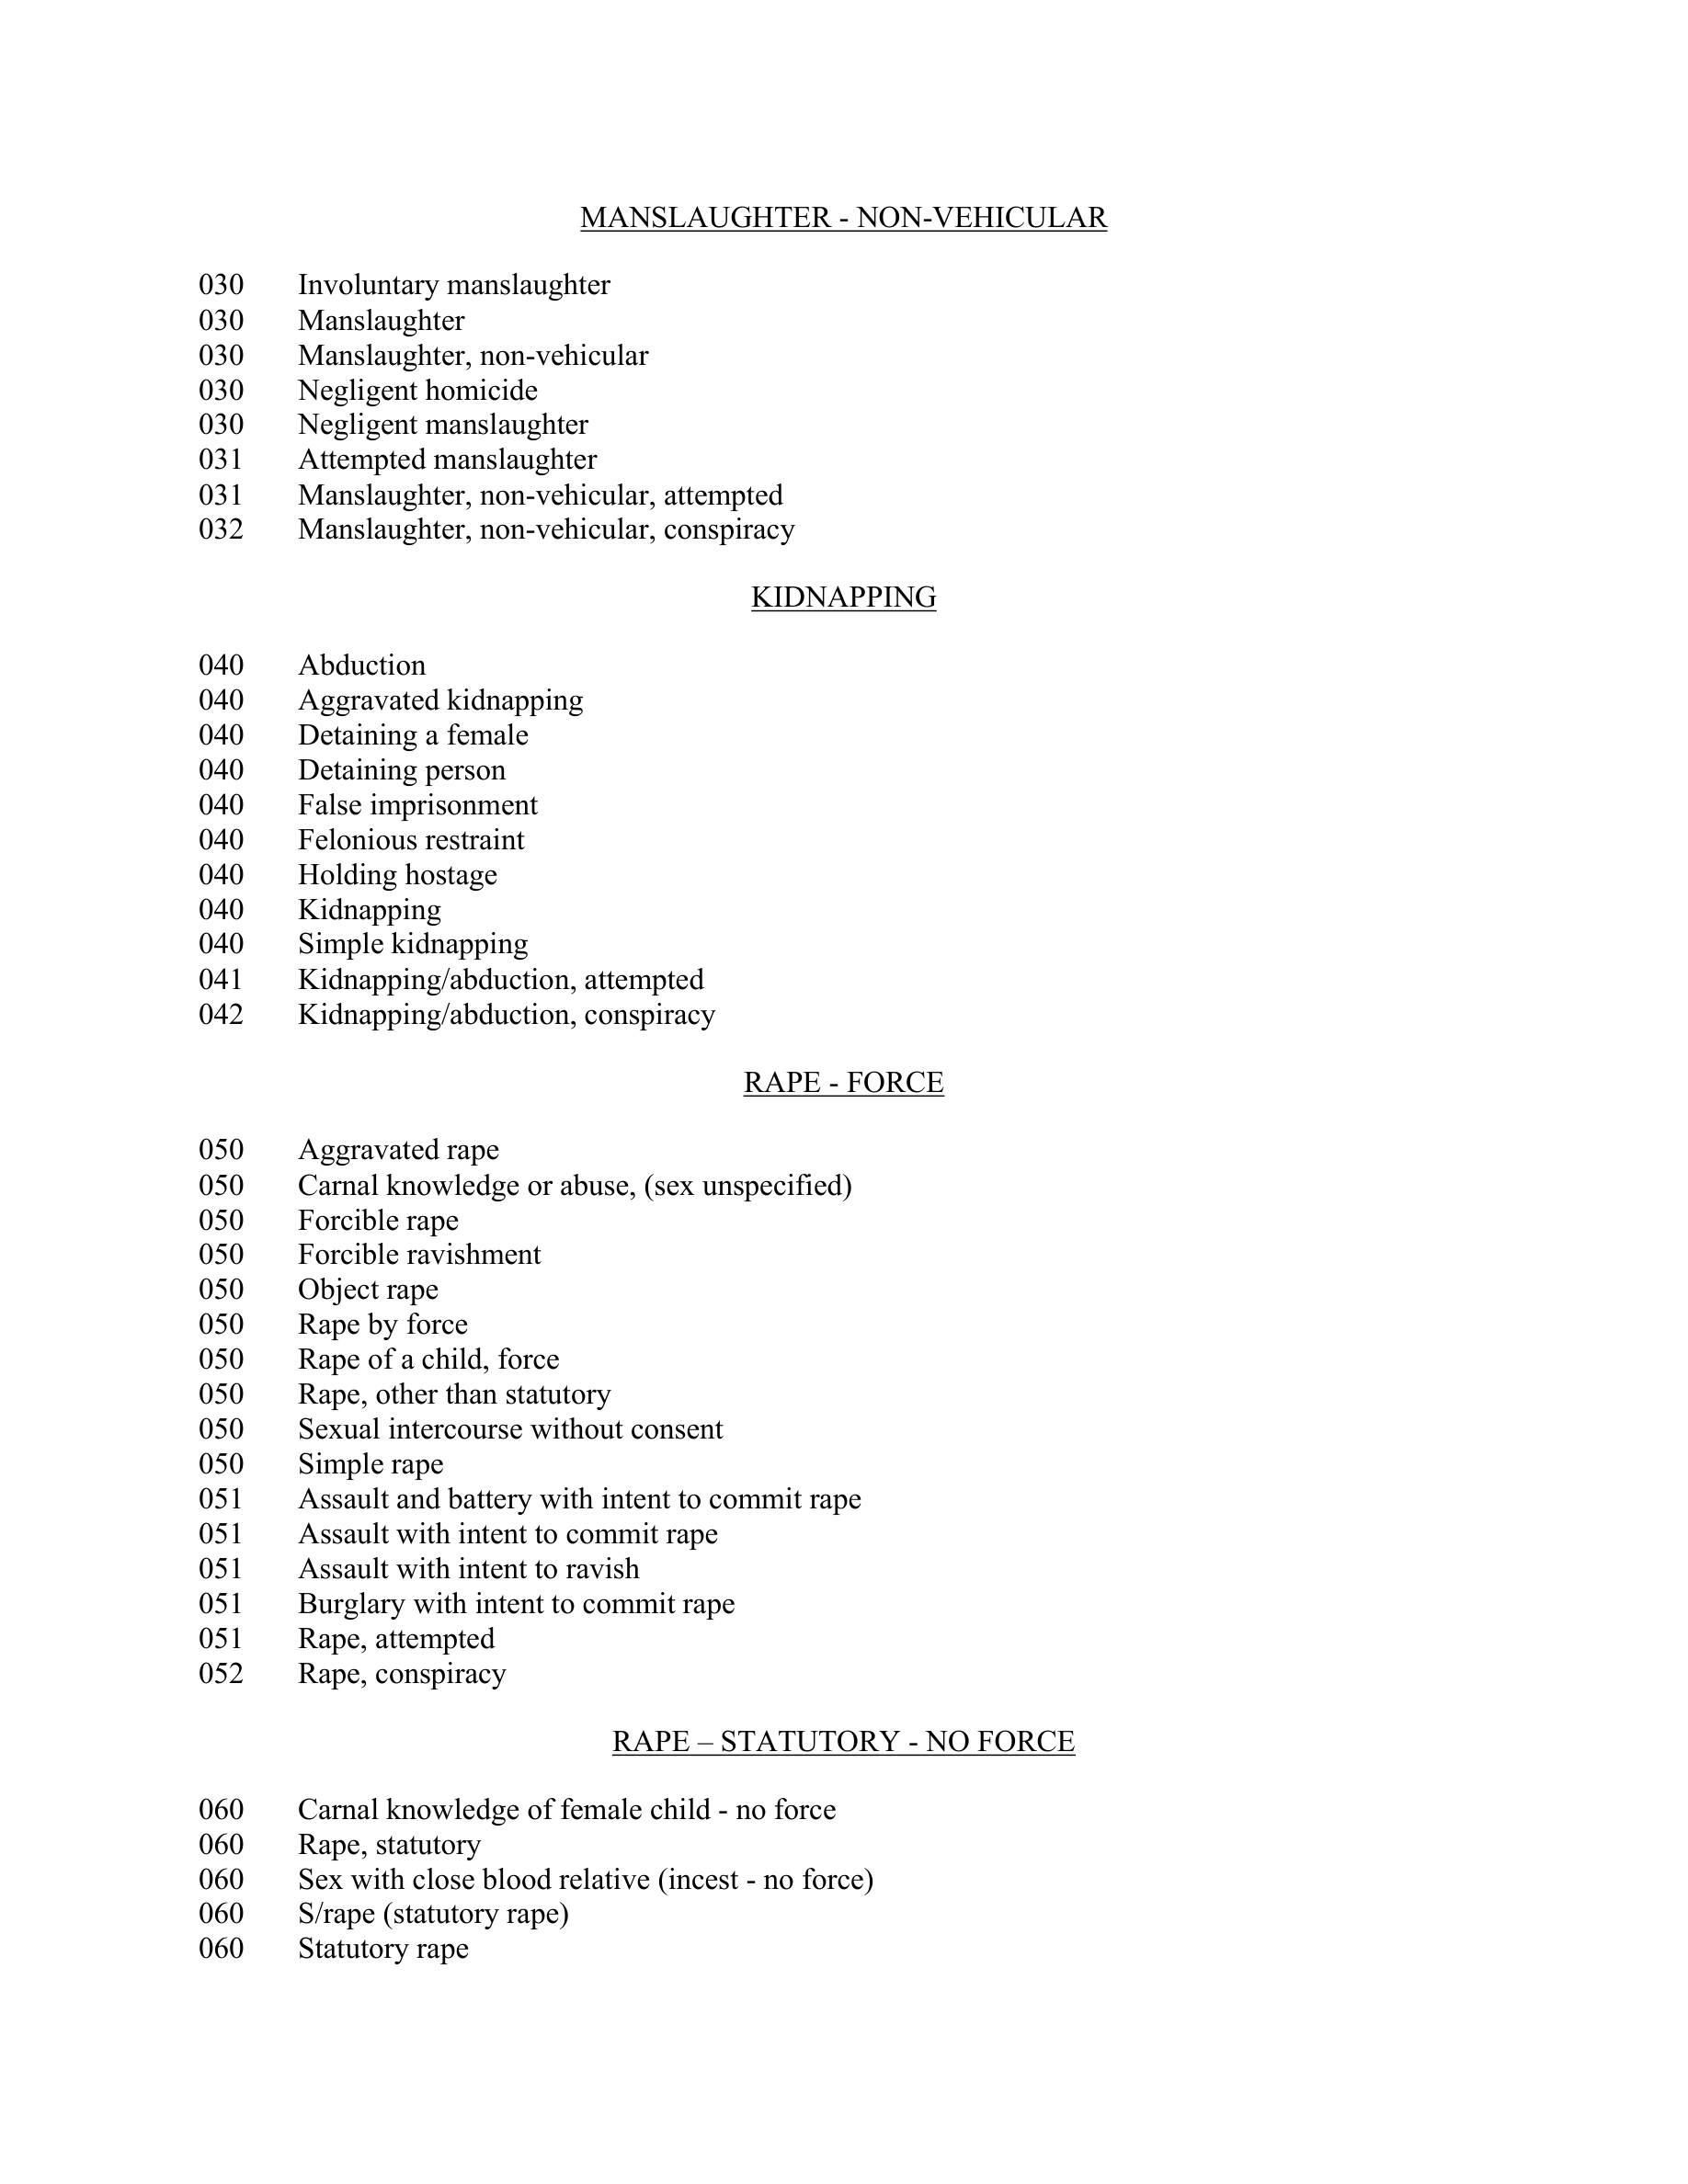 MANSLAUGHTER - NON-VEHICULAR
030 Involuntary manslaughter
030 Manslaughter
030 Manslaughter, non-vehicular
030 Negligent homicide
030 Negligent manslaughter
031 Attempted manslaughter
031 Manslaughter, non-vehicular, attempted
032 Manslaughter, non-vehicular, conspiracy
KIDNAPPING
040 Abduction
040 Aggravated kidnapping
040 Detaining a female
040 Detaining person
040 False imprisonment
040 Felonious restraint
040 Holding hostage
040 Kidnapping
040 Simple kidnapping
041 Kidnapping/abduction, attempted
042 Kidnapping/abduction, conspiracy
RAPE - FORCE
050 Aggravated rape
050 Carnal knowledge or abuse, (sex unspecified)
050 Forcible rape
050 Forcible ravishment
050 Object rape
050 Rape by force
050 Rape of a child, force
050 Rape, other than statutory
050 Sexual intercourse without consent
050 Simple rape
051 Assault and battery with intent to commit rape
051 Assault with intent to commit rape
051 Assault with intent to ravish
051 Burglary with intent to commit rape
051 Rape, attempted
052 Rape, conspiracy
RAPE – STATUTORY - NO FORCE
060 Carnal knowledge of female child - no force
060 Rape, statutory
060 Sex with close blood relative (incest - no force)
060 S/rape (statutory rape)
060 Statutory rape